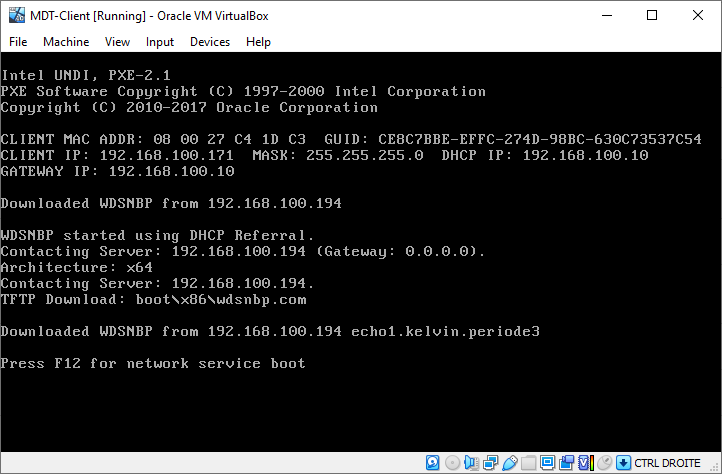 MDT-Client [Running] - Oracle VM VirtualBox
File Machine View Input Devices Help
Intel UNDI, PXE-2.1
PXE Software Copyright (C) 1997-2000 Intel Corporation
Copyright (C) 2010-2017 Oracle Corporation
CLIENT MAC ADDR: 08 00 27 C4 1D C3  GUID: CE8C7BBE-EFFC-274D-98BC-630C73537C54
CLIENT IP: 192.168.100.171  MASK: 255.255.255.0  DHCP IP: 192.168.100.10
GATEWAY IP: 192.168.100.10
Downloaded WDSNBP from 192.168.100.194
WDSNBP started using DHCP Referral.
Contacting Server: 192.168.100.194 (Gateway: 0.0.0.0).
Architecture: x64
Contacting Server: 192.168.100.194.
TFTP Download: boot\x86\wdsnbp.com
Downloaded WDSNBP from 192.168.100.194 echo1.kelvin.periode3
Press F12 for network service boot
CTRL DROITE